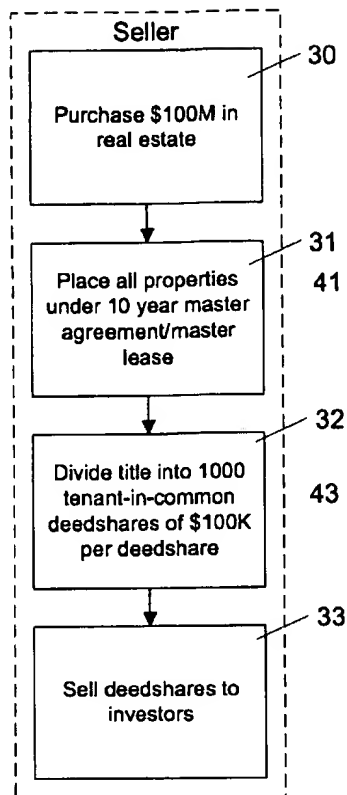 Seller
30
Purchase $100M in
real estate
31
41
Place all properties
under 10 year master
agreement/master
lease
32
43
Divide title into 1000
tenant-in-common
deedshares of $100K
per deedshare
33
Sell deedshares to
investors